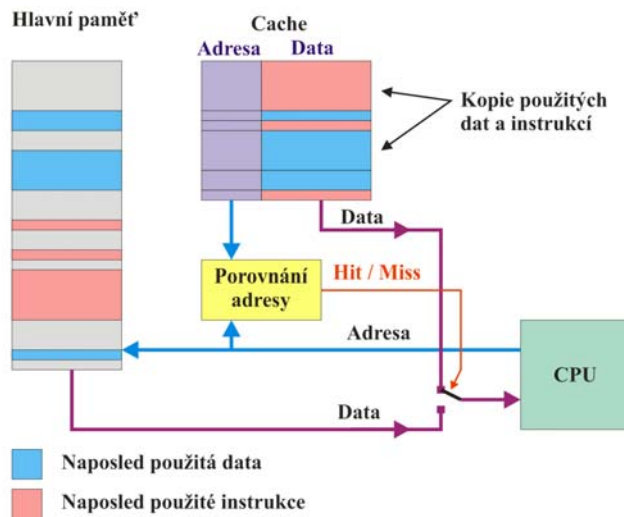 Hlavní paměť
Cache
Adresa Data
Kopie použitých
dat a instrukcí
Data
Porovnání
adresy
Hit / Miss
Adresa
CPU
Data
Naposled použitá data
Naposled použité instrukce